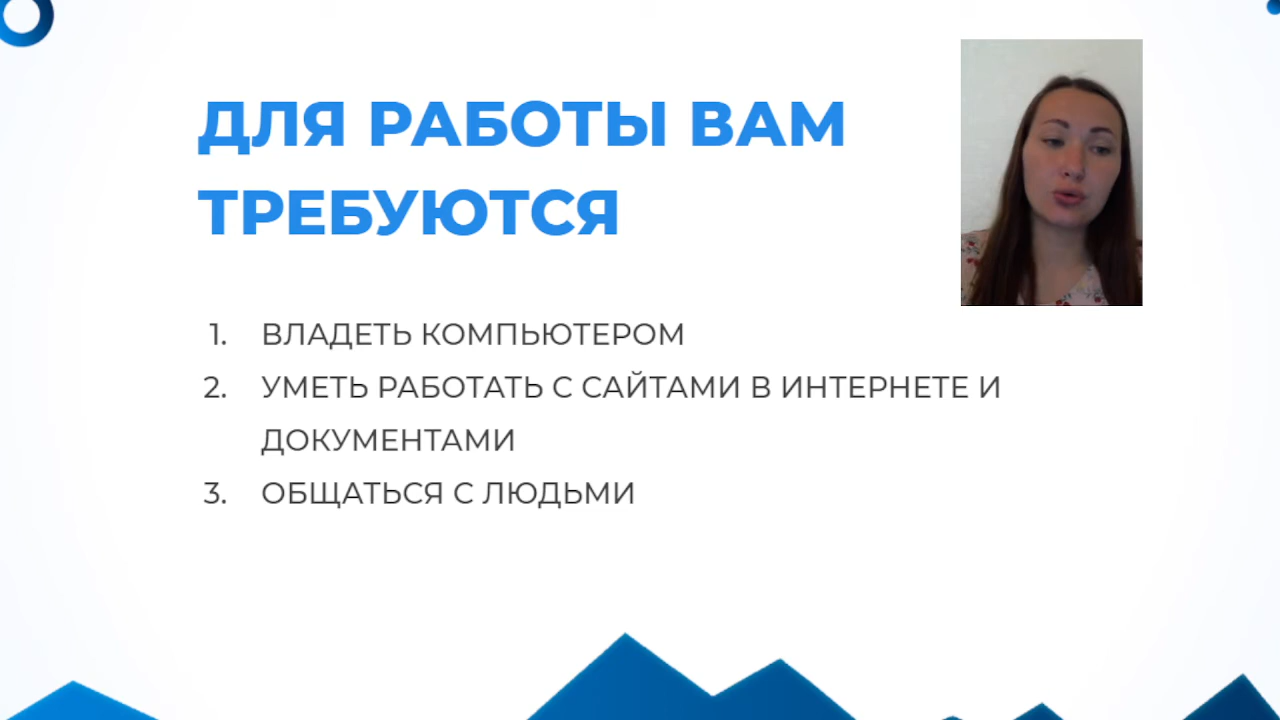 ДЛЯ РАБОТЫ ВАМ
ТРЕБУЮТСЯ
1. ВЛАДЕТЬ КОМПЬЮТЕРОМ
2. УМЕТЬ РАБОТАТЬ С САЙТАМИ В ИНТЕРНЕТЕ И
ДОКУМЕНТАМИ
3. ОБЩАТЬСЯ С ЛЮДЬМИ